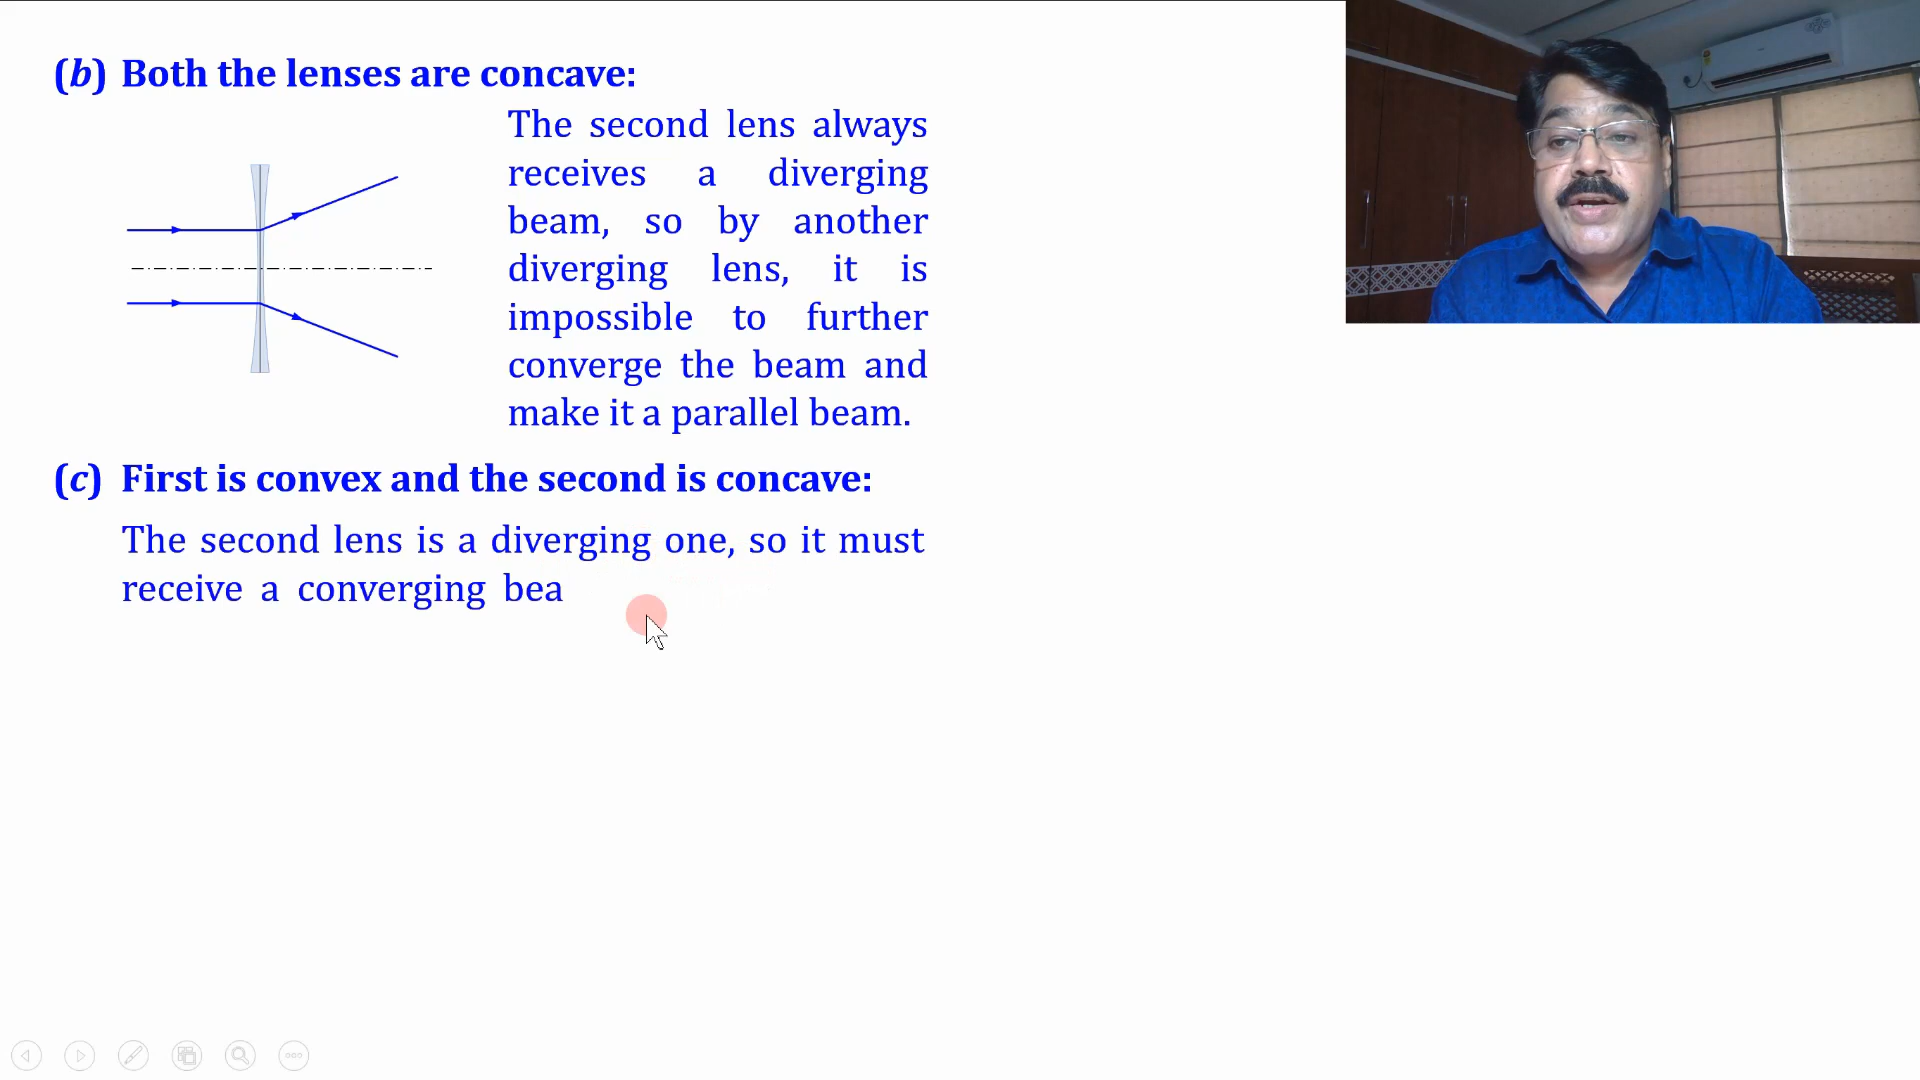 (b) Both the lenses are concave:
The second lens always
receives a diverging
beam, so by another
diverging lens, it is
impossible to further
converge the beam and
make it a parallel beam.
(c) First is convex and the second is concave:
The second lens is a diverging one, so it must
receive a converging bea